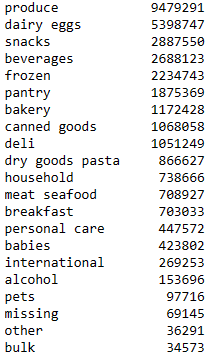 produce 9479291
dairy eggs 5398747
snacks 2887550
beverages 2688123
frozen 2234743
pantry 1875369
bakery 1172428
canned goods 1068058
deli 1051249
dry goods pasta 866627
household 738666
meat seafood 708927
breakfast 703033
personal care 447572
babies 423802
international 269253
alcohol 153696
pets 97716
missing 69145
other 36291
bulk 34573